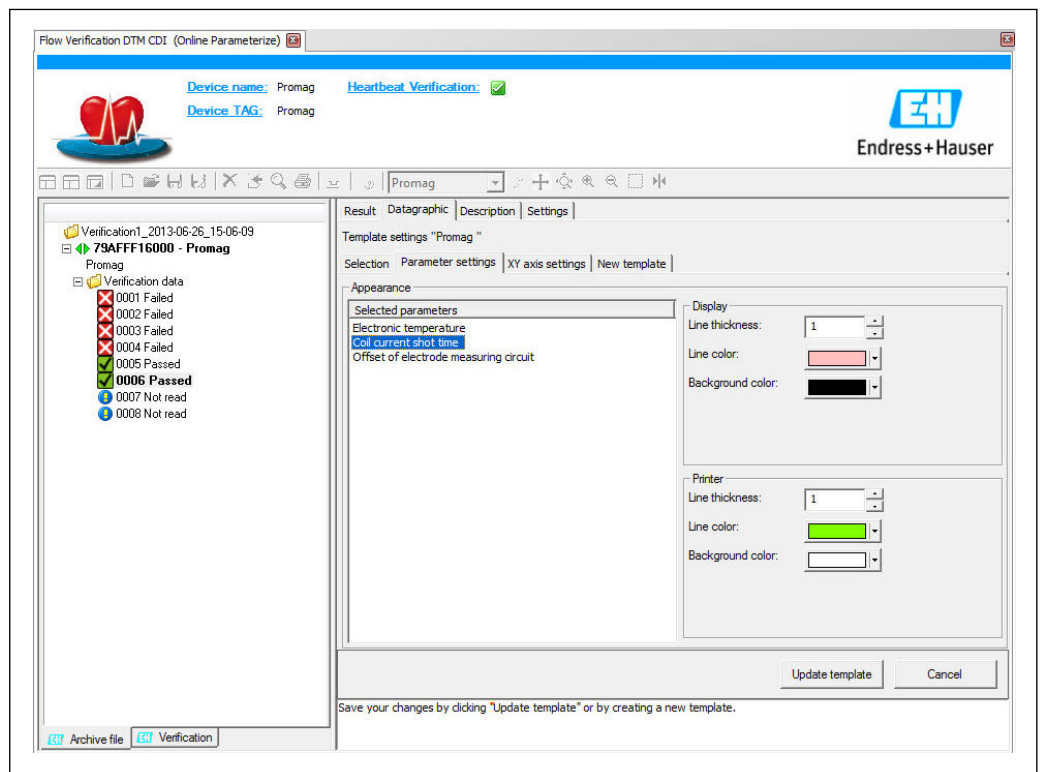 Flow Verification DTM CDI (Online Parameterize)
Device name: Promag Heartbeat Verification:
Device TAG: Promag
EH
Endress+Hauser
Promag
Result Datagraphic Description Settings
Verification1_2013-06-26_15-06-09
79AFFF16000 - Promag
Promag
Verification data
0001 Failed
0002 Failed
0003 Failed
0004 Failed
0005 Passed
0006 Passed
0007 Not read
0008 Not read
Template settings "Promag "
Selection Parameter settings XY axis settings New template
Appearance
Selected parameters
Electronic temperature
Coil current shot time
Offset of electrode measuring circuit
Display
Line thickness: 1
Line color:
Background color:
Printer
Line thickness: 1
Line color:
Background color:
Update template Cancel
Save your changes by clicking "Update template" or by creating a new template.
EH Archive file EH Verification